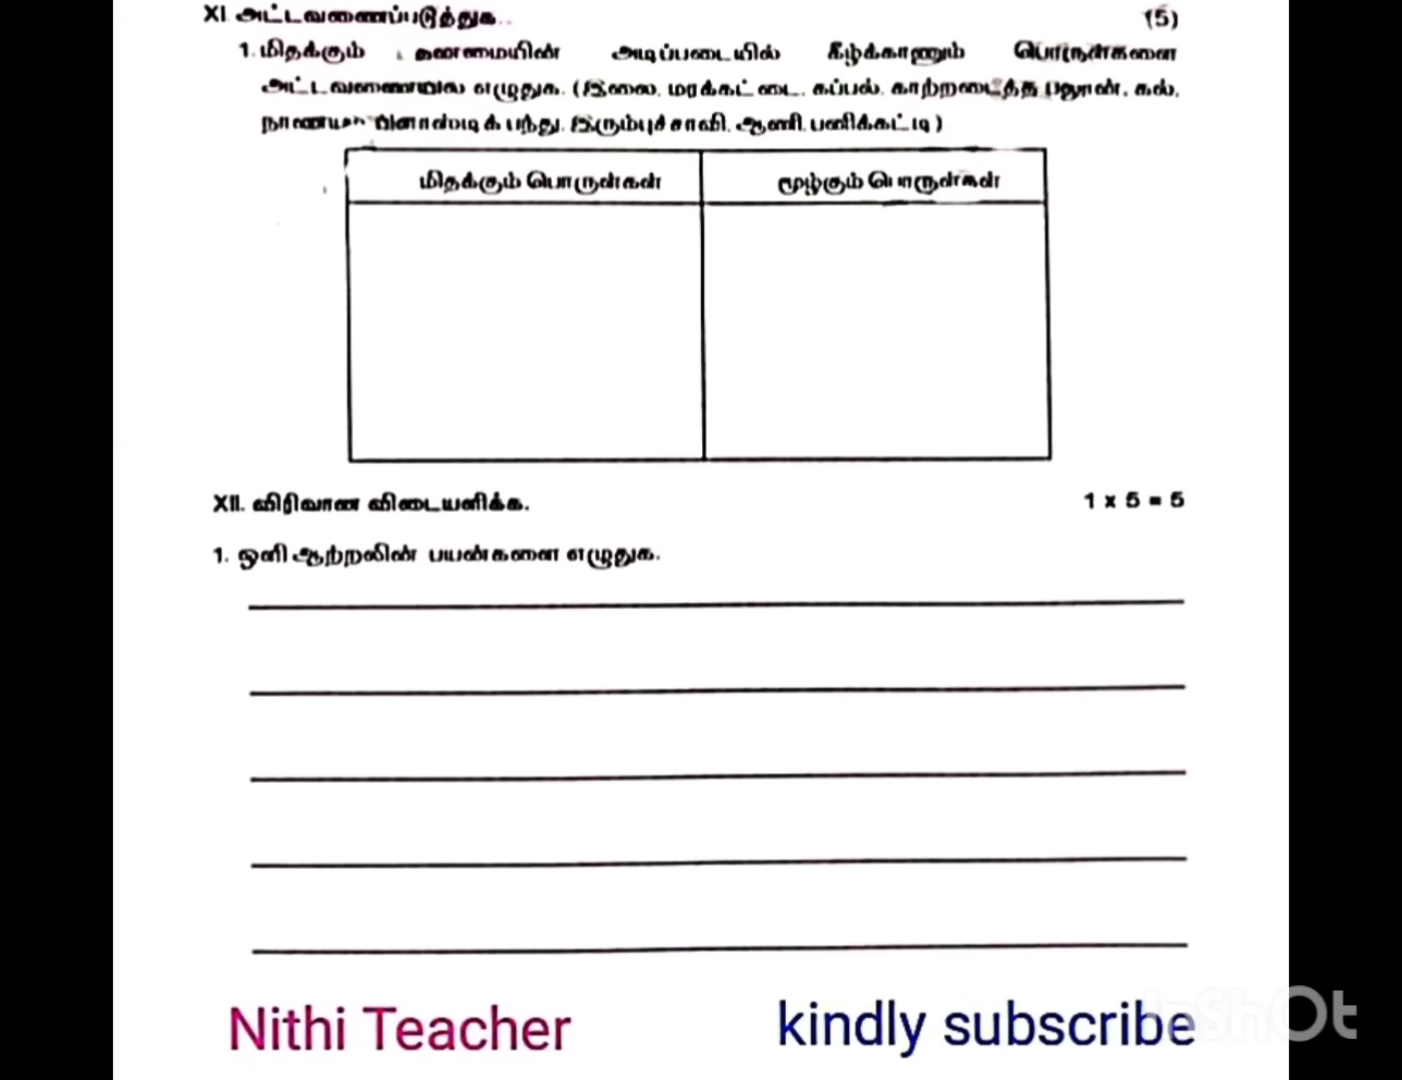 XI அட்டவணைப்படுத்துக.. (5)
1. மிதக்கும் தன்மையின் அடிப்படையில் கீழ்க்காணும் பொருள்களை
அட்டவணையில் எழுதுக. (இலை, மரக்கட்டை, கப்பல், காற்றடைத்த பலூன், கல்,
நாணயம் பிளாஸ்டிக் பந்து, இரும்புச்சாவி, ஆணி, பனிக்கட்டி)
மிதக்கும் பொருள்கள் மூழ்கும் பொருள்கள்
XII. விரிவான விடையளிக்க. 1 x 5 = 5
1. ஒளி ஆற்றலின் பயன்களை எழுதுக.
Nithi Teacher kindly subscribe
InShOt